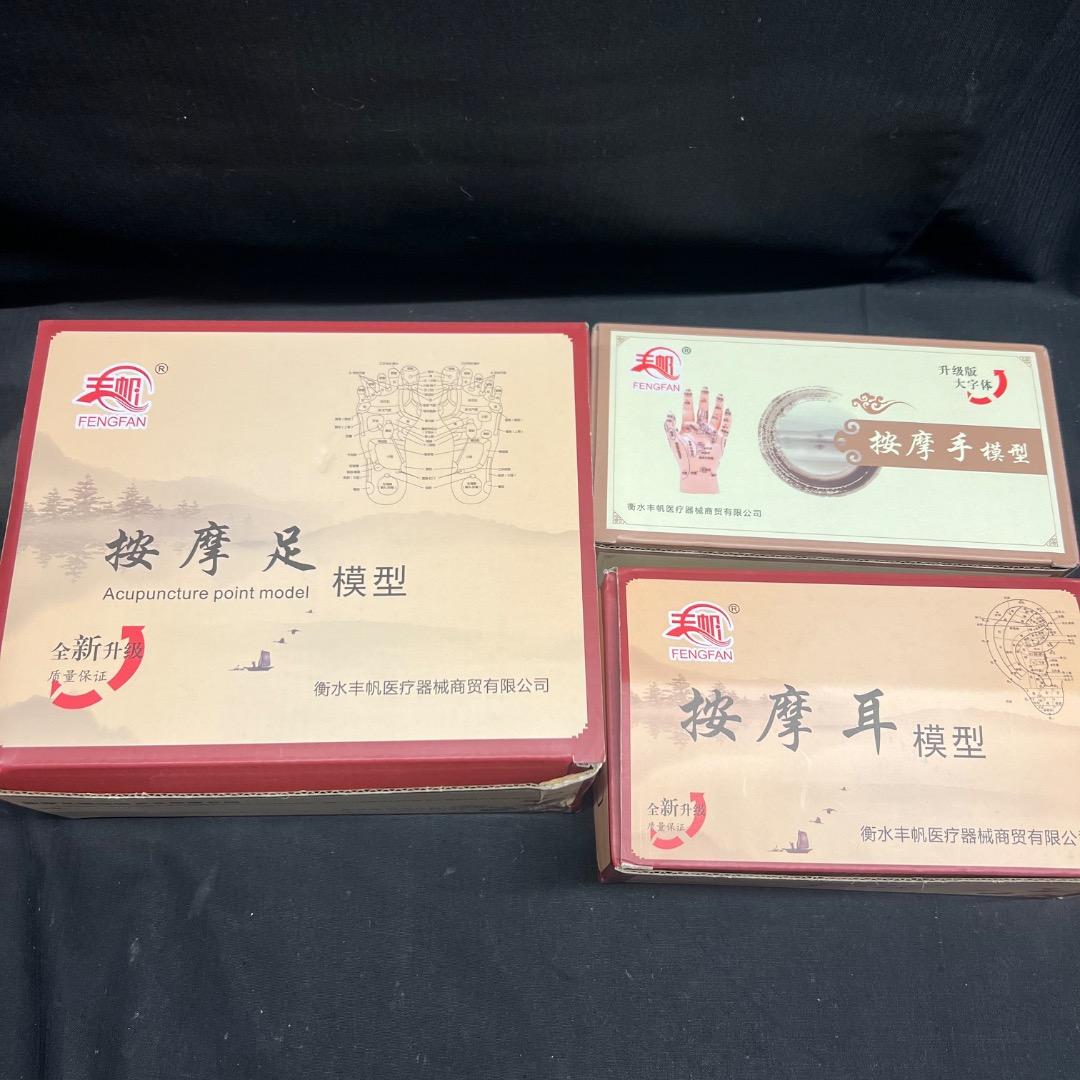 丰帆®
FENGFAN
按摩足
模型
Acupuncture point model
全新升级
质量保证
衡水丰帆医疗器械商贸有限公司
丰帆®
FENGFAN
升级版
大字体
按摩手模型
衡水丰帆医疗器械商贸有限公司
丰帆®
FENGFAN
按摩耳模型
全新升级
质量保证
衡水丰帆医疗器械商贸有限公